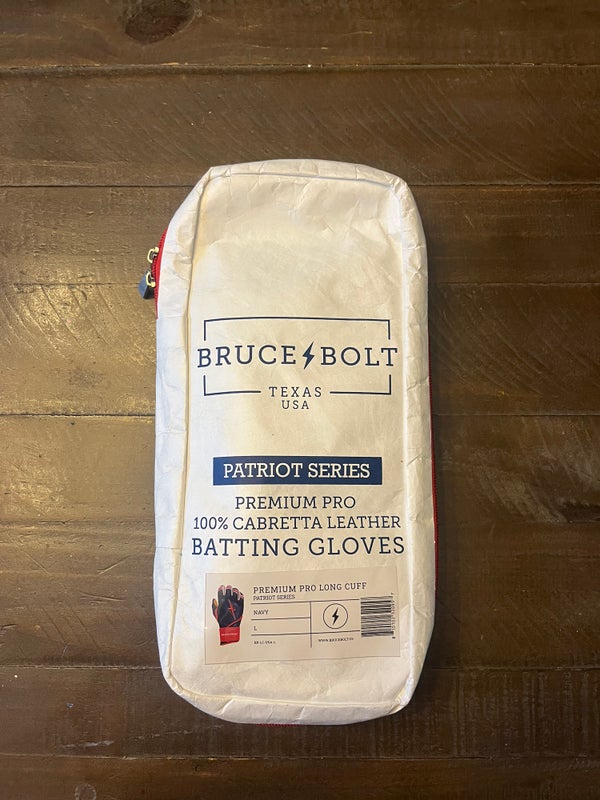 BRUCE BOLT
TEXAS
USA
PATRIOT SERIES
PREMIUM PRO
100% CABRETTA LEATHER
BATTING GLOVES
PREMIUM PRO LONG CUFF
PATRIOT SERIES
NAVY
L